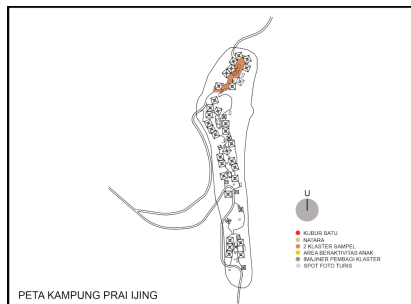 U
KUBUR BATU
NATARA
2 KLASTER SAMPEL
AREA BERAKTIVITAS ANAK
IMAJINER PEMBAGI KLASTER
SPOT FOTO TURIS
PETA KAMPUNG PRAI IJING